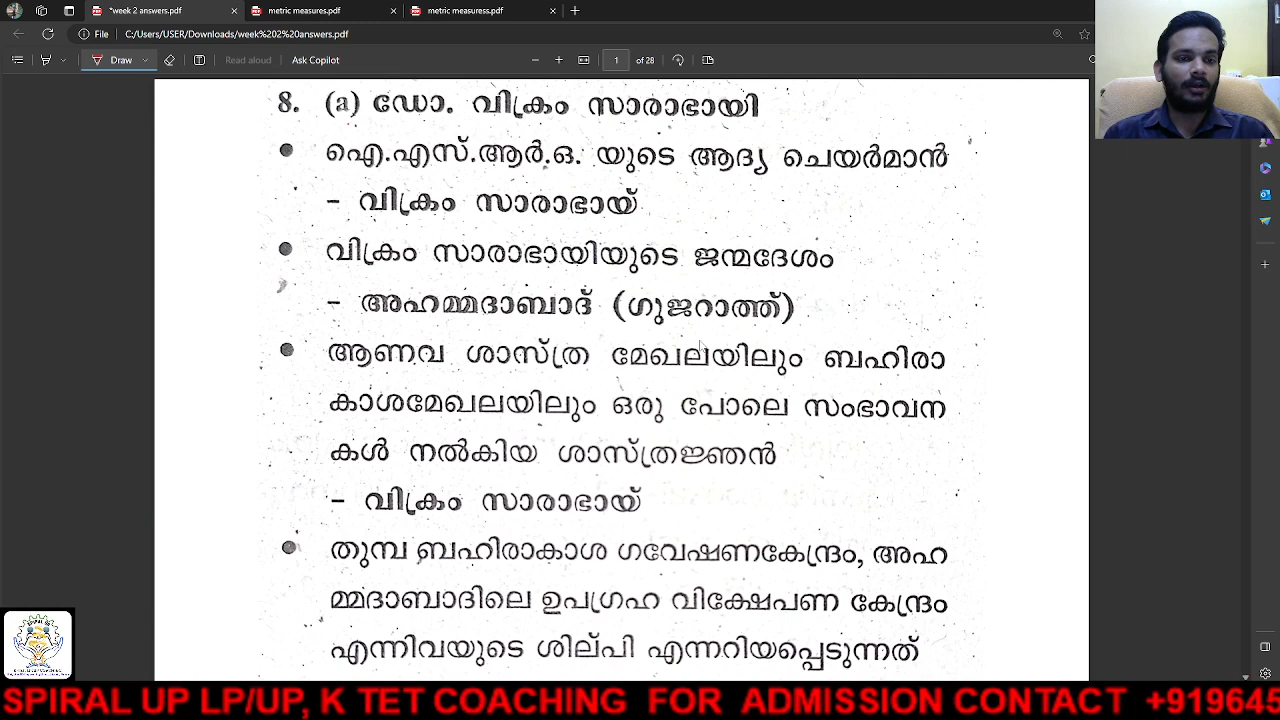 *week 2 answers.pdf
metric measures.pdf
metric measuress.pdf
File C:/Users/USER/Downloads/week%202%20answers.pdf
Draw Read aloud Ask Copilot 1 of 28
8. (a) ഡോ. വിക്രം സാരാഭായി
ഐ.എസ്.ആർ.ഒ. യുടെ ആദ്യ ചെയർമാൻ
– വിക്രം സാരാഭായ്
വിക്രം സാരാഭായിയുടെ ജന്മദേശം
– അഹമ്മദാബാദ് (ഗുജറാത്ത്)
ആണവ ശാസ്ത്ര മേഖലയിലും ബഹിരാ
കാശമേഖലയിലും ഒരു പോലെ സംഭാവന
കൾ നൽകിയ ശാസ്ത്രജ്ഞൻ
– വിക്രം സാരാഭായ്
തുമ്പ ബഹിരാകാശ ഗവേഷണകേന്ദ്രം, അഹ
മ്മദാബാദിലെ ഉപഗ്രഹ വിക്ഷേപണ കേന്ദ്രം
എന്നിവയുടെ ശില്പി എന്നറിയപ്പെടുന്നത്
SPIRAL UP LP/UP, K TET COACHING FOR ADMISSION CONTACT +919645